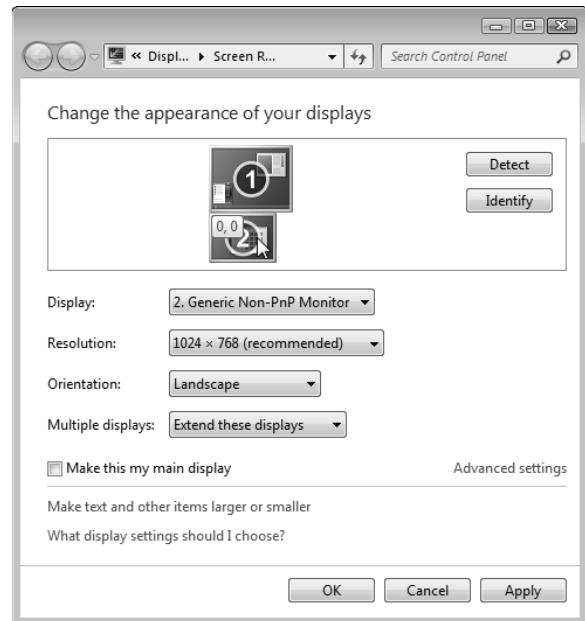 « Displ... ▸ Screen R...
Search Control Panel
Change the appearance of your displays
1
Detect
Identify
0, 0
2
Display: 2. Generic Non-PnP Monitor
Resolution: 1024 × 768 (recommended)
Orientation: Landscape
Multiple displays: Extend these displays
Make this my main display
Advanced settings
Make text and other items larger or smaller
What display settings should I choose?
OK Cancel Apply